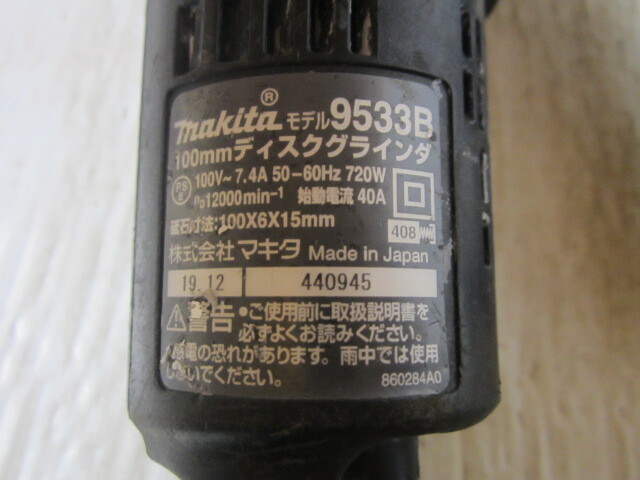 makita® モデル9533B
100mmディスクグラインダ
PS E 100V~7.4A 50-60Hz 720W
n₀12000min⁻¹ 始動電流 40A
砥石寸法:100X6X15mm
408
株式会社 マキタ Made in Japan
19.12 440945
警告・ご使用前に取扱説明書を
必ずよくお読みください。
感電の恐れがあります。雨中では使用
しないでください。
860284A0